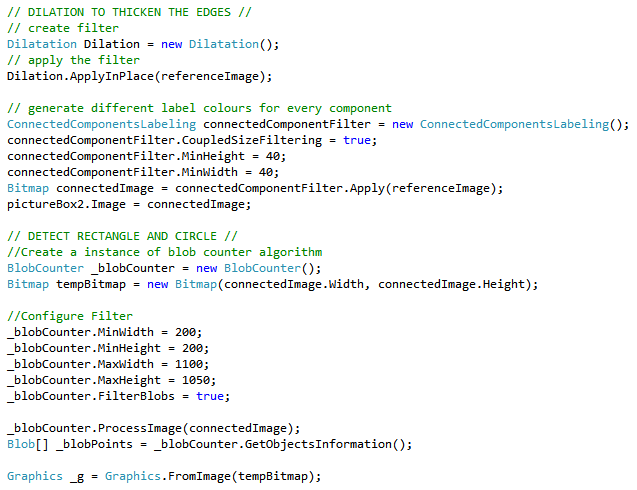 // DILATION TO THICKEN THE EDGES //
// create filter
Dilatation Dilation = new Dilatation();
// apply the filter
Dilation.ApplyInPlace(referenceImage);
// generate different label colours for every component
ConnectedComponentsLabeling connectedComponentFilter = new ConnectedComponentsLabeling();
connectedComponentFilter.CoupledSizeFiltering = true;
connectedComponentFilter.MinHeight = 40;
connectedComponentFilter.MinWidth = 40;
Bitmap connectedImage = connectedComponentFilter.Apply(referenceImage);
pictureBox2.Image = connectedImage;
// DETECT RECTANGLE AND CIRCLE //
//Create a instance of blob counter algorithm
BlobCounter _blobCounter = new BlobCounter();
Bitmap tempBitmap = new Bitmap(connectedImage.Width, connectedImage.Height);
//Configure Filter
_blobCounter.MinWidth = 200;
_blobCounter.MinHeight = 200;
_blobCounter.MaxWidth = 1100;
_blobCounter.MaxHeight = 1050;
_blobCounter.FilterBlobs = true;
_blobCounter.ProcessImage(connectedImage);
Blob[] _blobPoints = _blobCounter.GetObjectsInformation();
Graphics _g = Graphics.FromImage(tempBitmap);